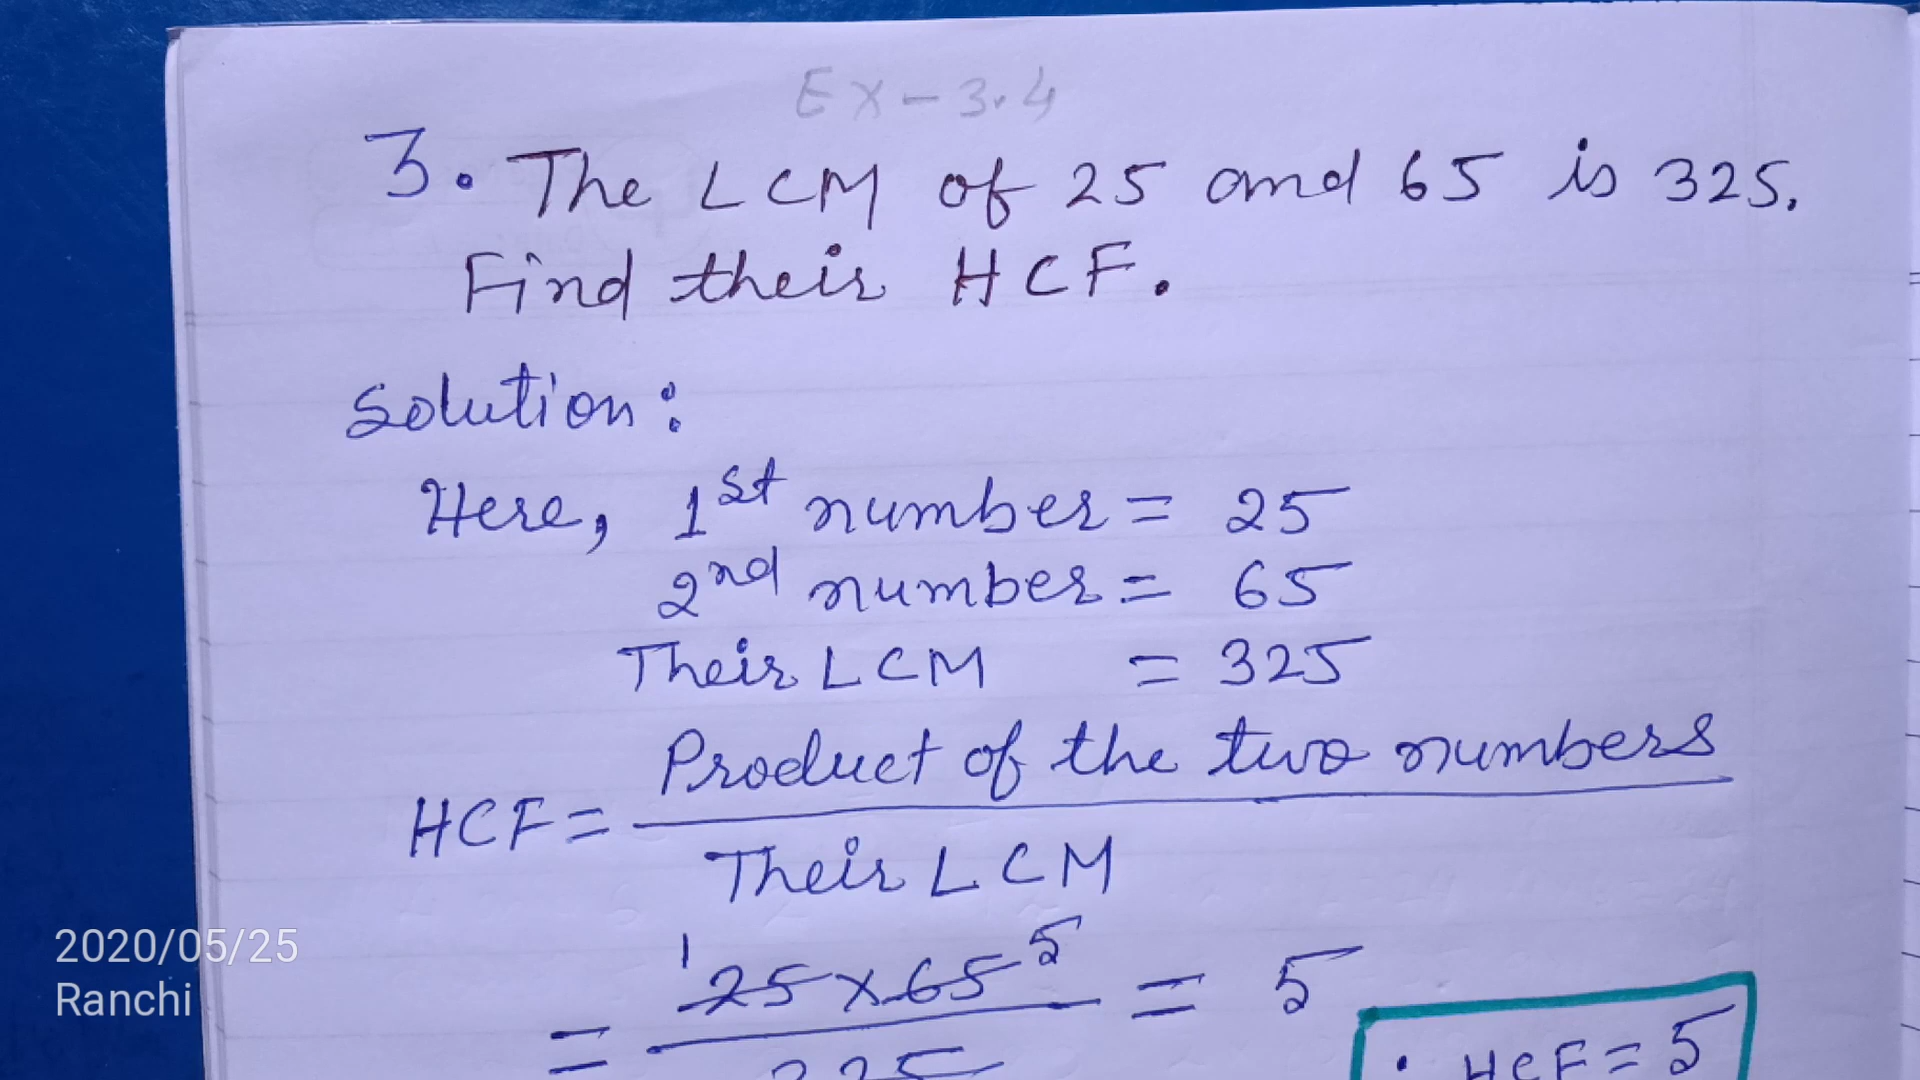 Ex-3.4
3. The LCM of 25 and 65 is 325.
Find their HCF.
Solution:
Here, 1st number = 25
2nd number = 65
Their LCM = 325
HCF = Product of the two numbers
Their LCM
1 5
= 25 x 65 = 5
325
HCF = 5
2020/05/25
Ranchi